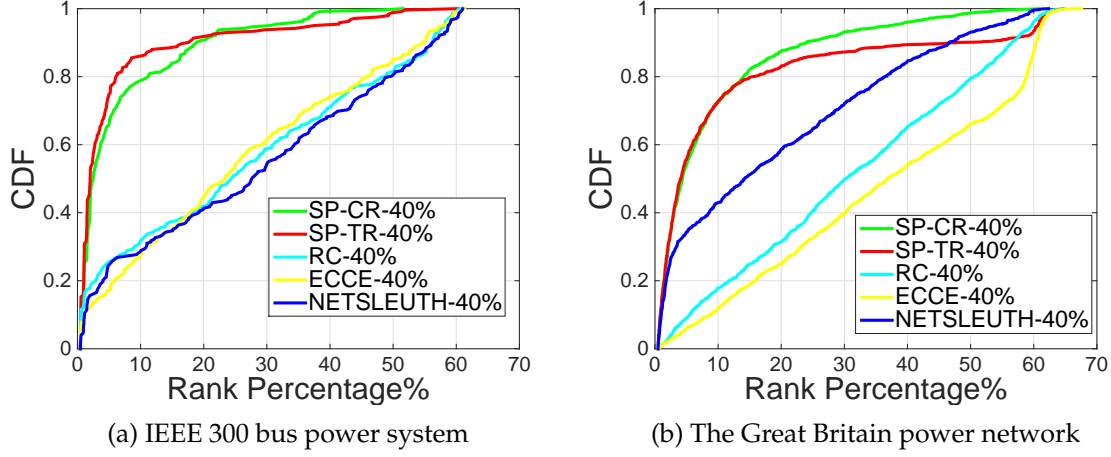 1
0.8
0.6
0.4
0.2
0
CDF
0 10 20 30 40 50 60 70
Rank Percentage%
SP-CR-40%
SP-TR-40%
RC-40%
ECCE-40%
NETSLEUTH-40%
(a) IEEE 300 bus power system
1
0.8
0.6
0.4
0.2
0
CDF
0 10 20 30 40 50 60 70
Rank Percentage%
SP-CR-40%
SP-TR-40%
RC-40%
ECCE-40%
NETSLEUTH-40%
(b) The Great Britain power network